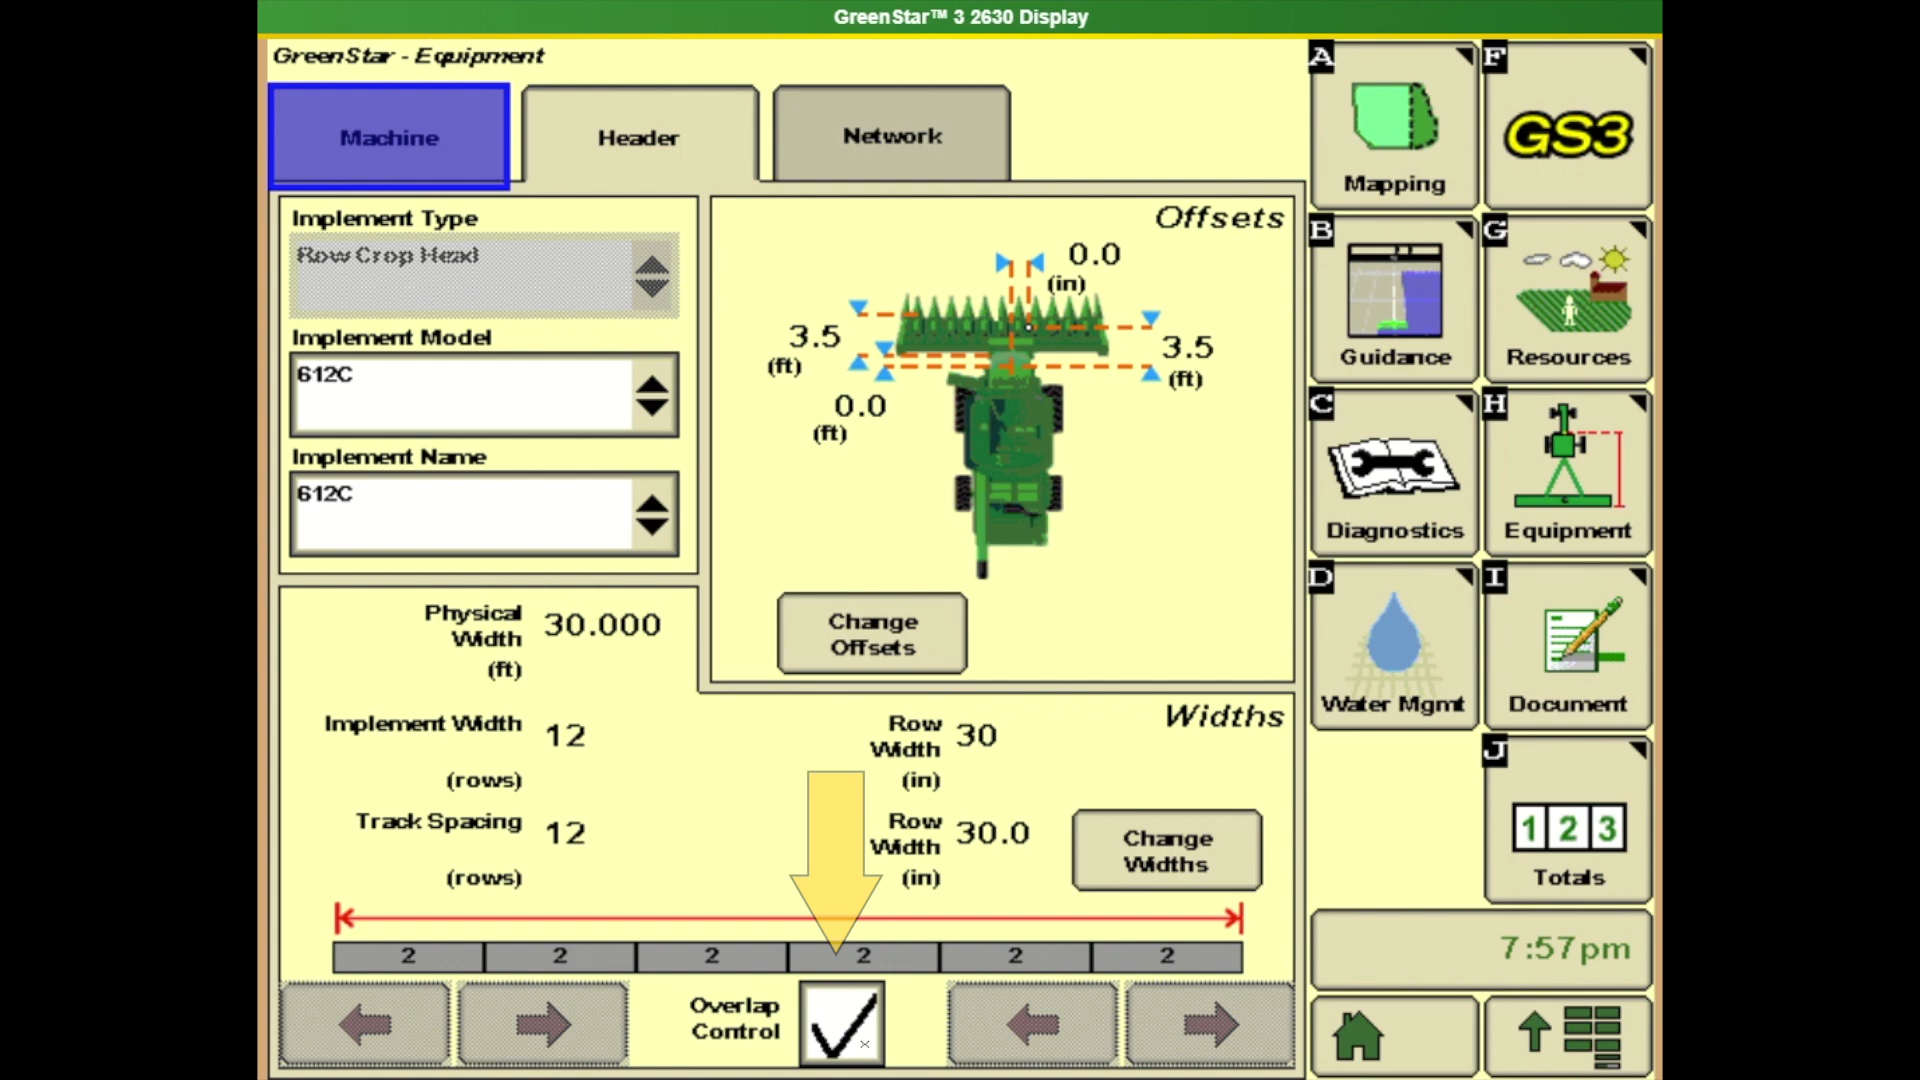 GreenStar™ 3 2630 Display
GreenStar - Equipment
Machine
Header
Network
Implement Type
Row Crop Head
Implement Model
612C
Implement Name
612C
Offsets
0.0
(in)
3.5
(ft)
3.5
(ft)
0.0
(ft)
Change
Offsets
Physical
Width
(ft)
30.000
Widths
Implement Width
(rows)
12
Row
Width
(in)
30
Track Spacing
(rows)
12
Row
Width
(in)
30.0
Change
Widths
2 2 2 2 2 2
Overlap
Control
A
Mapping
F
GS3
B
Guidance
G
Resources
C
Diagnostics
H
Equipment
D
Water Mgmt
I
Document
J
1 2 3
Totals
7:57pm